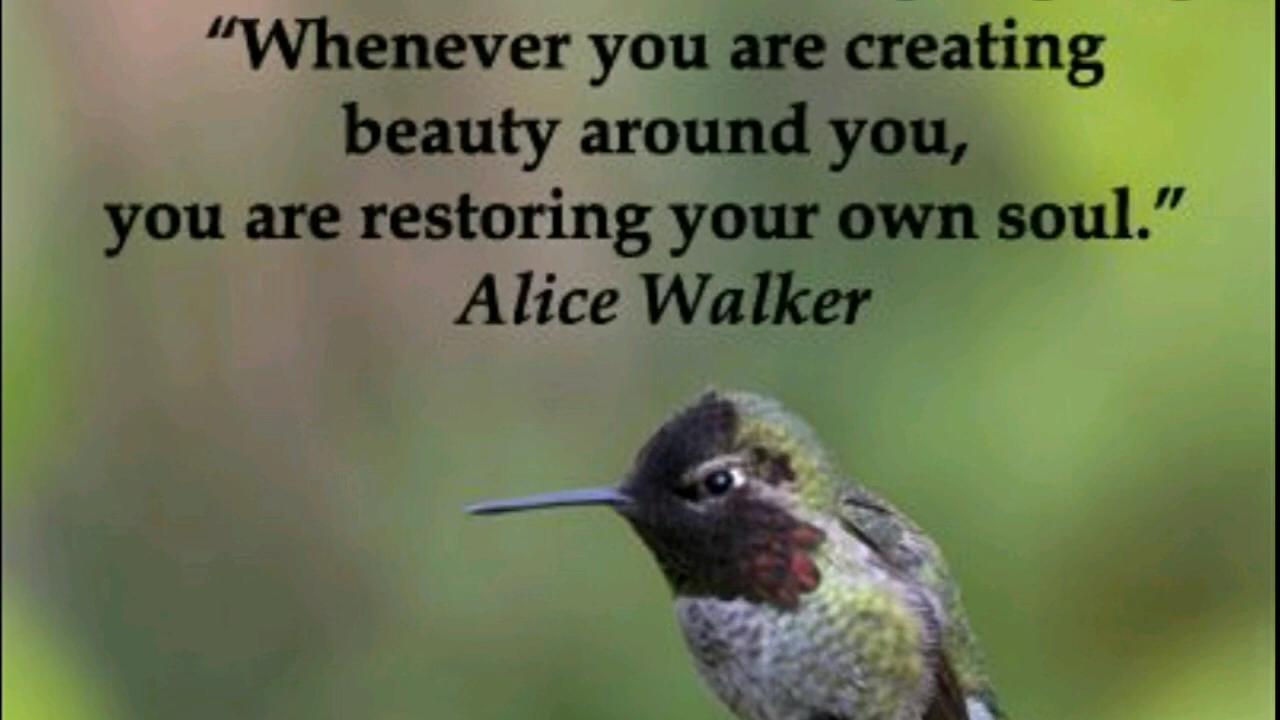 “Whenever you are creating
beauty around you,
you are restoring your own soul.”
Alice Walker